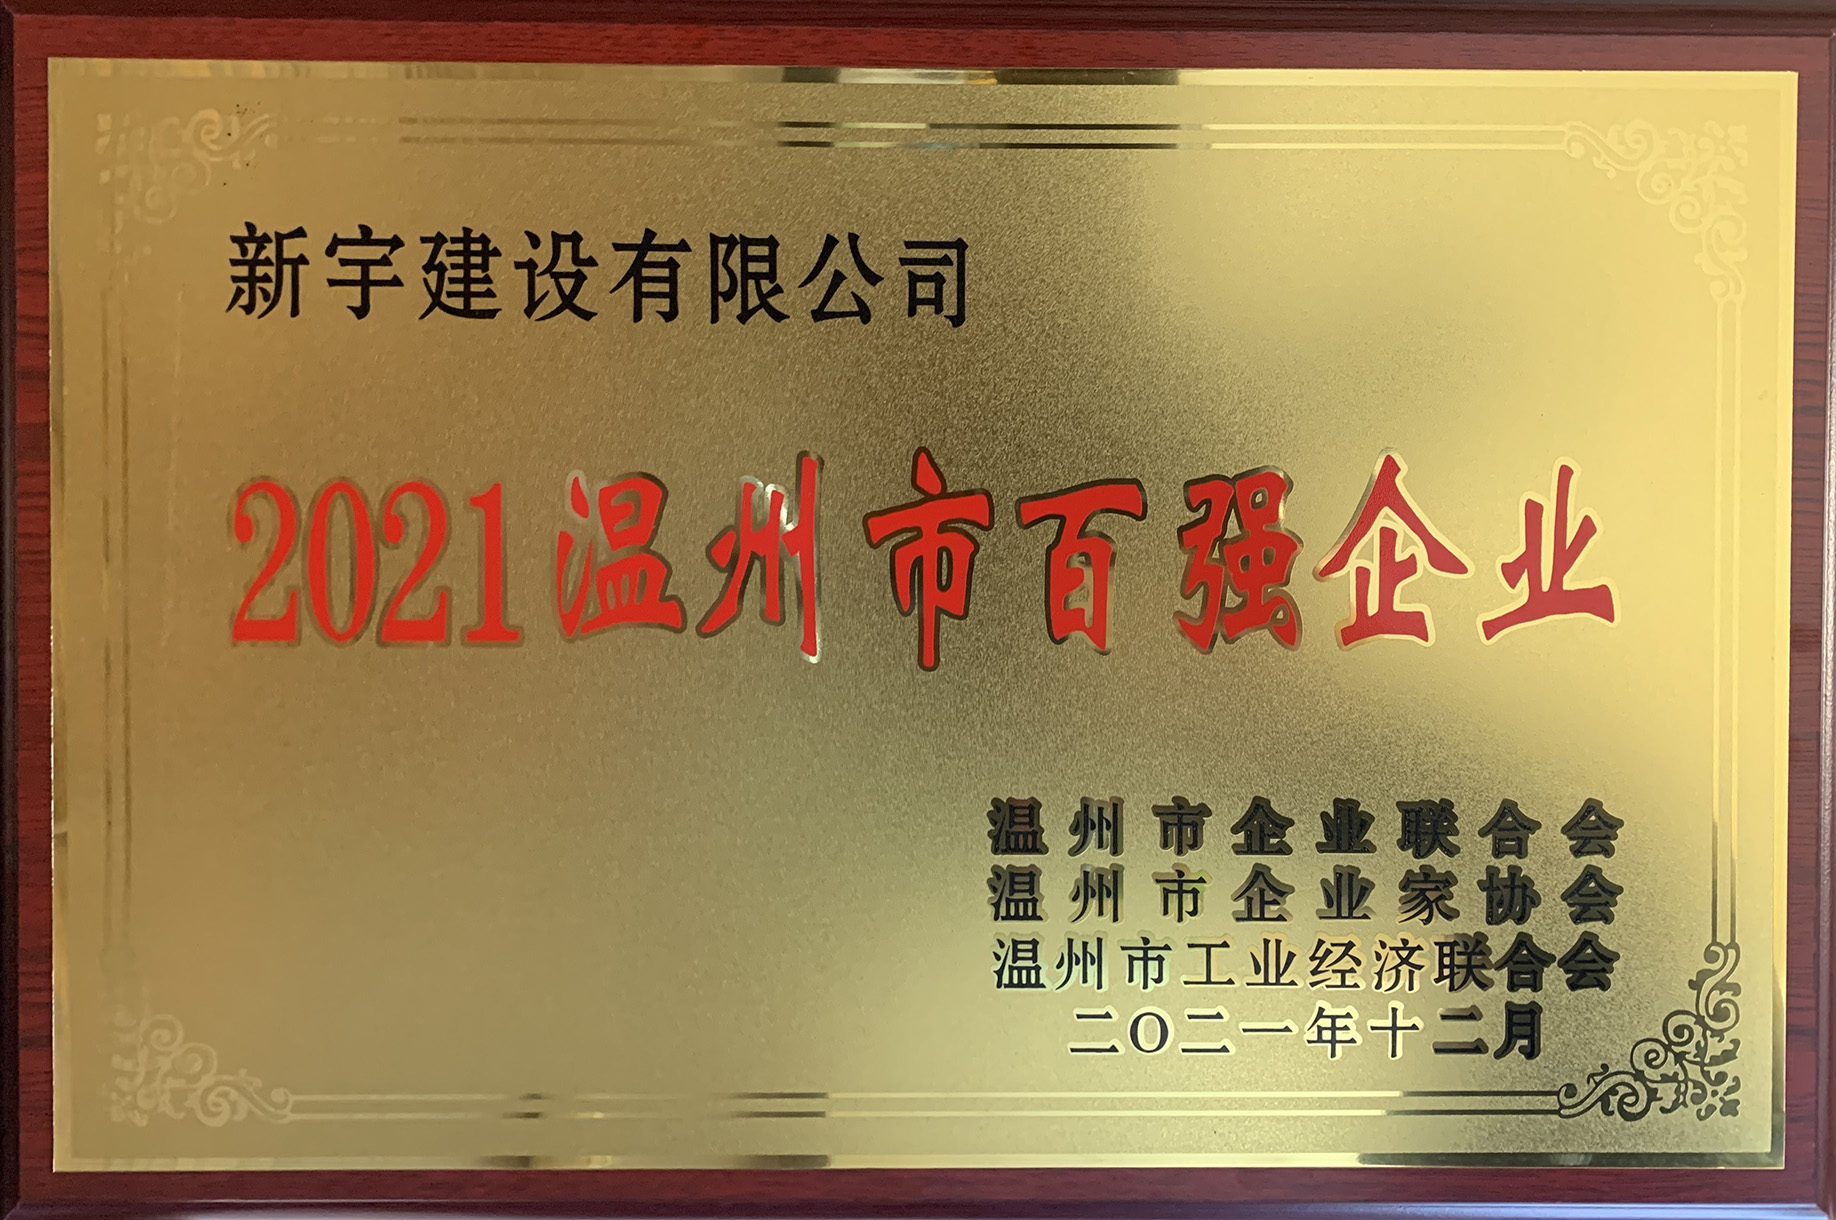 新宇建设有限公司
2021温州市百强企业
温州市企业联合会
温州市企业家协会
温州市工业经济联合会
二〇二一年十二月